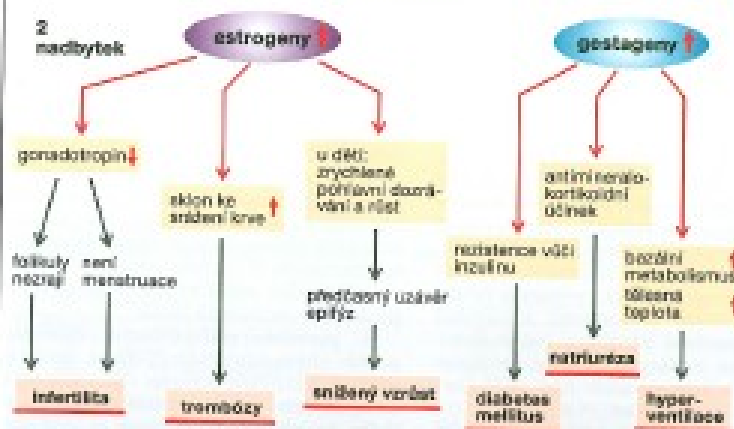 2
nadbytek
estrogeny
gestageny
gonadotropin
sklon ke
srážení krve
u dětí:
zrychlené
pohlavní dozrá-
vání a růst
antimineralo-
kortikoidní
účinek
rezistence vůči
inzulinu
bazální
metabolismus
tělesná
teplota
folikuly
nezrají
není
menstruace
předčasný uzávěr
epifýz
infertilita
trombózy
snížený vzrůst
diabetes
mellitus
natriuréza
hyper-
ventilace